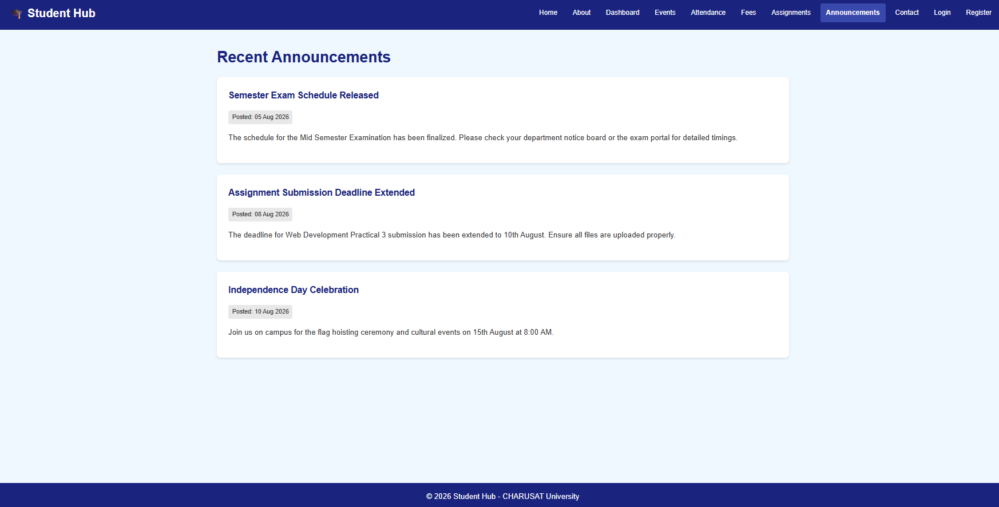 Student Hub
Home About Dashboard Events Attendance Fees Assignments Announcements Contact Login Register
Recent Announcements
Semester Exam Schedule Released
Posted: 05 Aug 2026
The schedule for the Mid Semester Examination has been finalized. Please check your department notice board or the exam portal for detailed timings.
Assignment Submission Deadline Extended
Posted: 08 Aug 2026
The deadline for Web Development Practical 3 submission has been extended to 10th August. Ensure all files are uploaded properly.
Independence Day Celebration
Posted: 10 Aug 2026
Join us on campus for the flag hoisting ceremony and cultural events on 15th August at 8:00 AM.
© 2026 Student Hub - CHARUSAT University